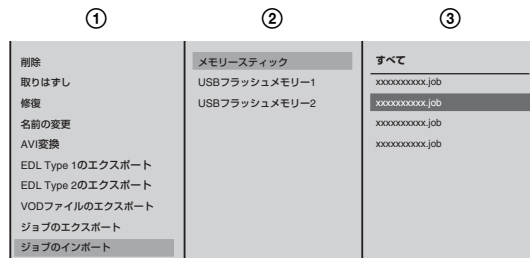 ① ② ③
削除
取りはずし
修復
名前の変更
AVI変換
EDL Type 1のエクスポート
EDL Type 2のエクスポート
VODファイルのエクスポート
ジョブのエクスポート
ジョブのインポート
メモリースティック
USBフラッシュメモリー1
USBフラッシュメモリー2
すべて
xxxxxxxxxx.job
xxxxxxxxxx.job
xxxxxxxxxx.job
xxxxxxxxxx.job